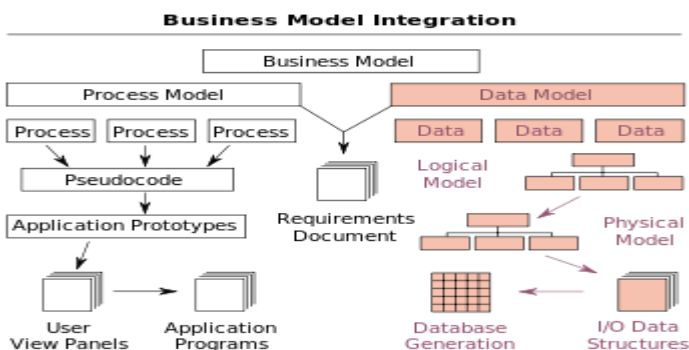 Business Model Integration
Business Model
Process Model
Data Model
Process
Process
Process
Data
Data
Data
Pseudocode
Logical
Model
Application Prototypes
Requirements
Document
Physical
Model
User
View Panels
Application
Programs
Database
Generation
I/O Data
Structures